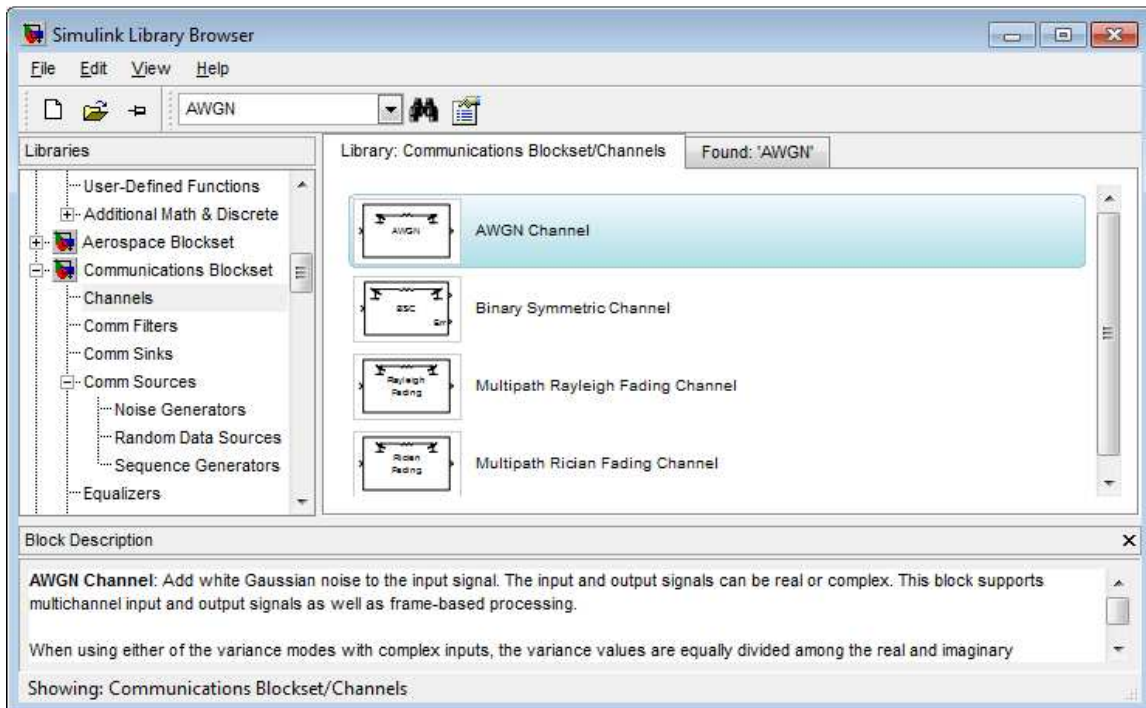 Simulink Library Browser
File Edit View Help
AWGN
Libraries
Library: Communications Blockset/Channels
Found: 'AWGN'
User-Defined Functions
Additional Math & Discrete
Aerospace Blockset
Communications Blockset
Channels
Comm Filters
Comm Sinks
Comm Sources
Noise Generators
Random Data Sources
Sequence Generators
Equalizers
AWGN
AWGN Channel
BSC
Err
Binary Symmetric Channel
Rayleigh
Fading
Multipath Rayleigh Fading Channel
Rician
Fading
Multipath Rician Fading Channel
Block Description
AWGN Channel: Add white Gaussian noise to the input signal. The input and output signals can be real or complex. This block supports
multichannel input and output signals as well as frame-based processing.
When using either of the variance modes with complex inputs, the variance values are equally divided among the real and imaginary
Showing: Communications Blockset/Channels